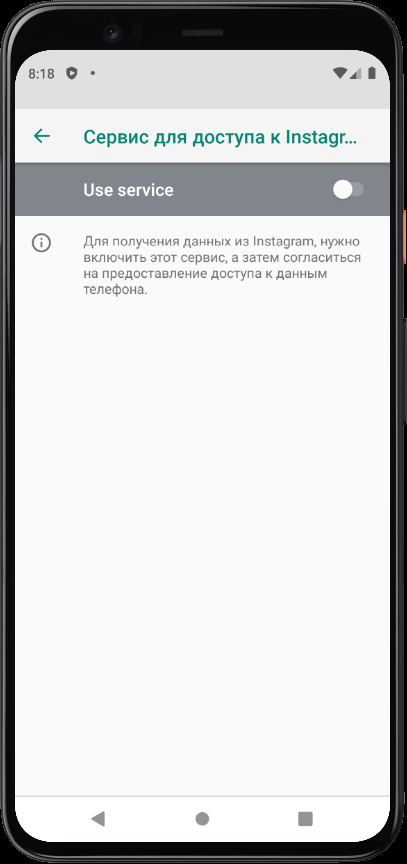 8:18
Сервис для доступа к Instagr...
Use service
Для получения данных из Instagram, нужно
включить этот сервис, а затем согласиться
на предоставление доступа к данным
телефона.